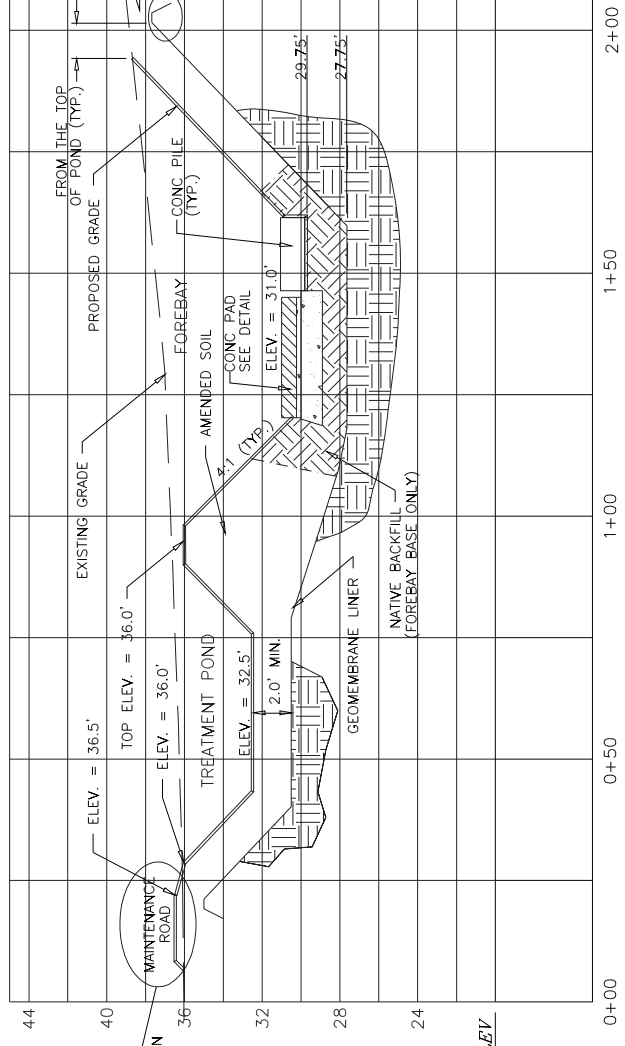 FROM THE TOP
OF POND (TYP.)
PROPOSED GRADE
EXISTING GRADE
CONC PILE
(TYP.)
FOREBAY
AMENDED SOIL
CONC PAD
SEE DETAIL
ELEV. = 31.0'
29.75'
27.75'
4:1 (TYP.)
TOP ELEV. = 36.0'
ELEV. = 36.5'
ELEV. = 36.0'
TREATMENT POND
ELEV. = 32.5'
2.0' MIN.
GEOMEMBRANE LINER
NATIVE BACKFILL
(FOREBAY BASE ONLY)
MAINTENANCE
ROAD
N
44
40
36
32
28
24
EV
0+00
0+50
1+00
1+50
2+00